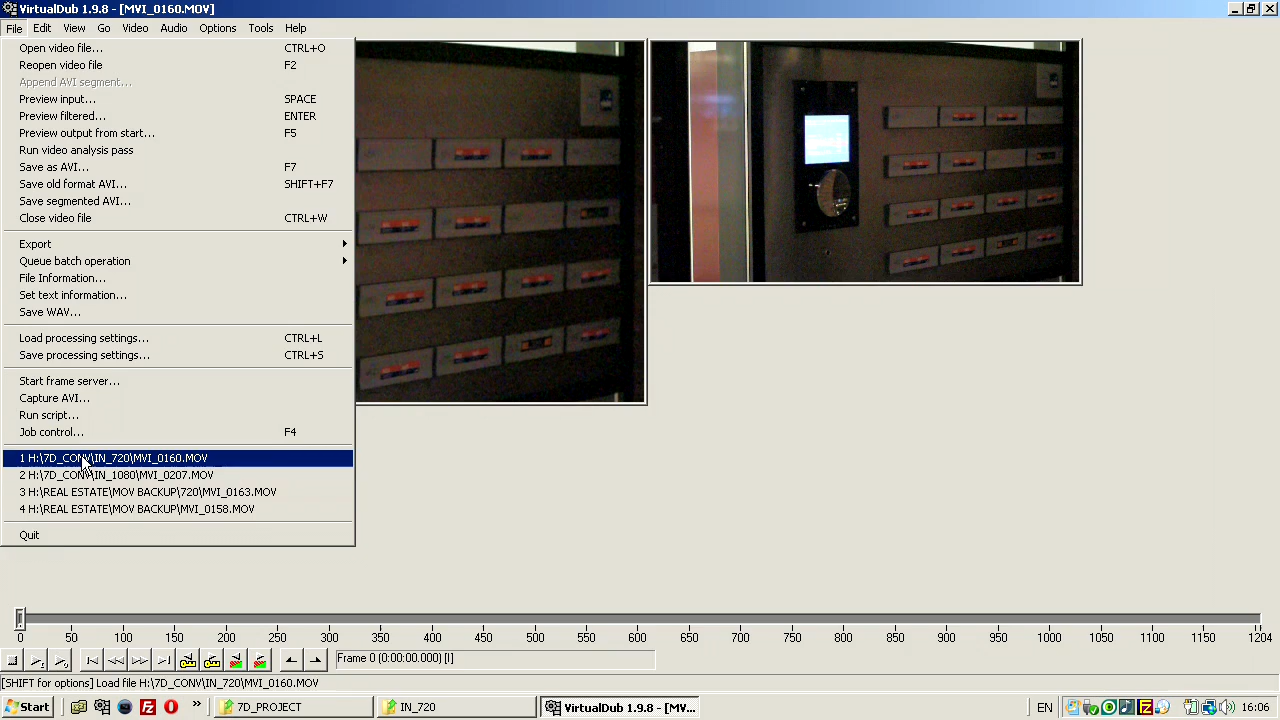 VirtualDub 1.9.8 - [MVI_0160.MOV]
File Edit View Go Video Audio Options Tools Help
Open video file... CTRL+O
Reopen video file F2
Append AVI segment...
Preview input... SPACE
Preview filtered... ENTER
Preview output from start... F5
Run video analysis pass
Save as AVI... F7
Save old format AVI... SHIFT+F7
Save segmented AVI...
Close video file CTRL+W
Export
Queue batch operation
File Information...
Set text information...
Save WAV...
Load processing settings... CTRL+L
Save processing settings... CTRL+S
Start frame server...
Capture AVI...
Run script...
Job control... F4
1 H:\7D_CONV\IN_720\MVI_0160.MOV
2 H:\7D_CONV\IN_1080\MVI_0207.MOV
3 H:\REAL ESTATE\MOV BACKUP\720\MVI_0163.MOV
4 H:\REAL ESTATE\MOV BACKUP\MVI_0158.MOV
Quit
0 50 100 150 200 250 300 350 400 450 500 550 600 650 700 750 800 850 900 950 1000 1050 1100 1150 1204
Frame 0 (0:00:00.000) [I]
[SHIFT for options] Load file H:\7D_CONV\IN_720\MVI_0160.MOV
Start 7D_PROJECT IN_720 VirtualDub 1.9.8 - [MV... EN 16:06